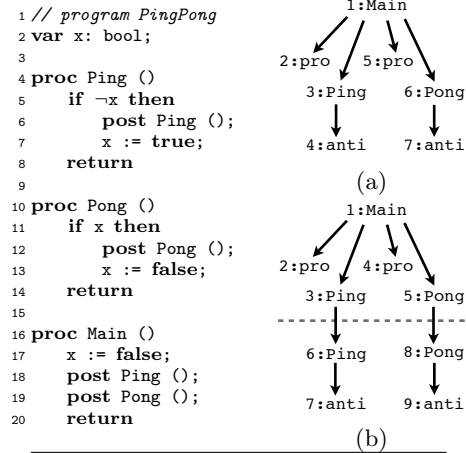 1 // program PingPong
2 var x: bool;
3
4 proc Ping ()
5 if ¬x then
6 post Ping ();
7 x := true;
8 return
9
10 proc Pong ()
11 if x then
12 post Pong ();
13 x := false;
14 return
15
16 proc Main ()
17 x := false;
18 post Ping ();
19 post Pong ();
20 return
1:Main
2:pro 5:pro
3:Ping 6:Pong
4:anti 7:anti
(a)
1:Main
2:pro 4:pro
3:Ping 5:Pong
6:Ping 8:Pong
7:anti 9:anti
(b)